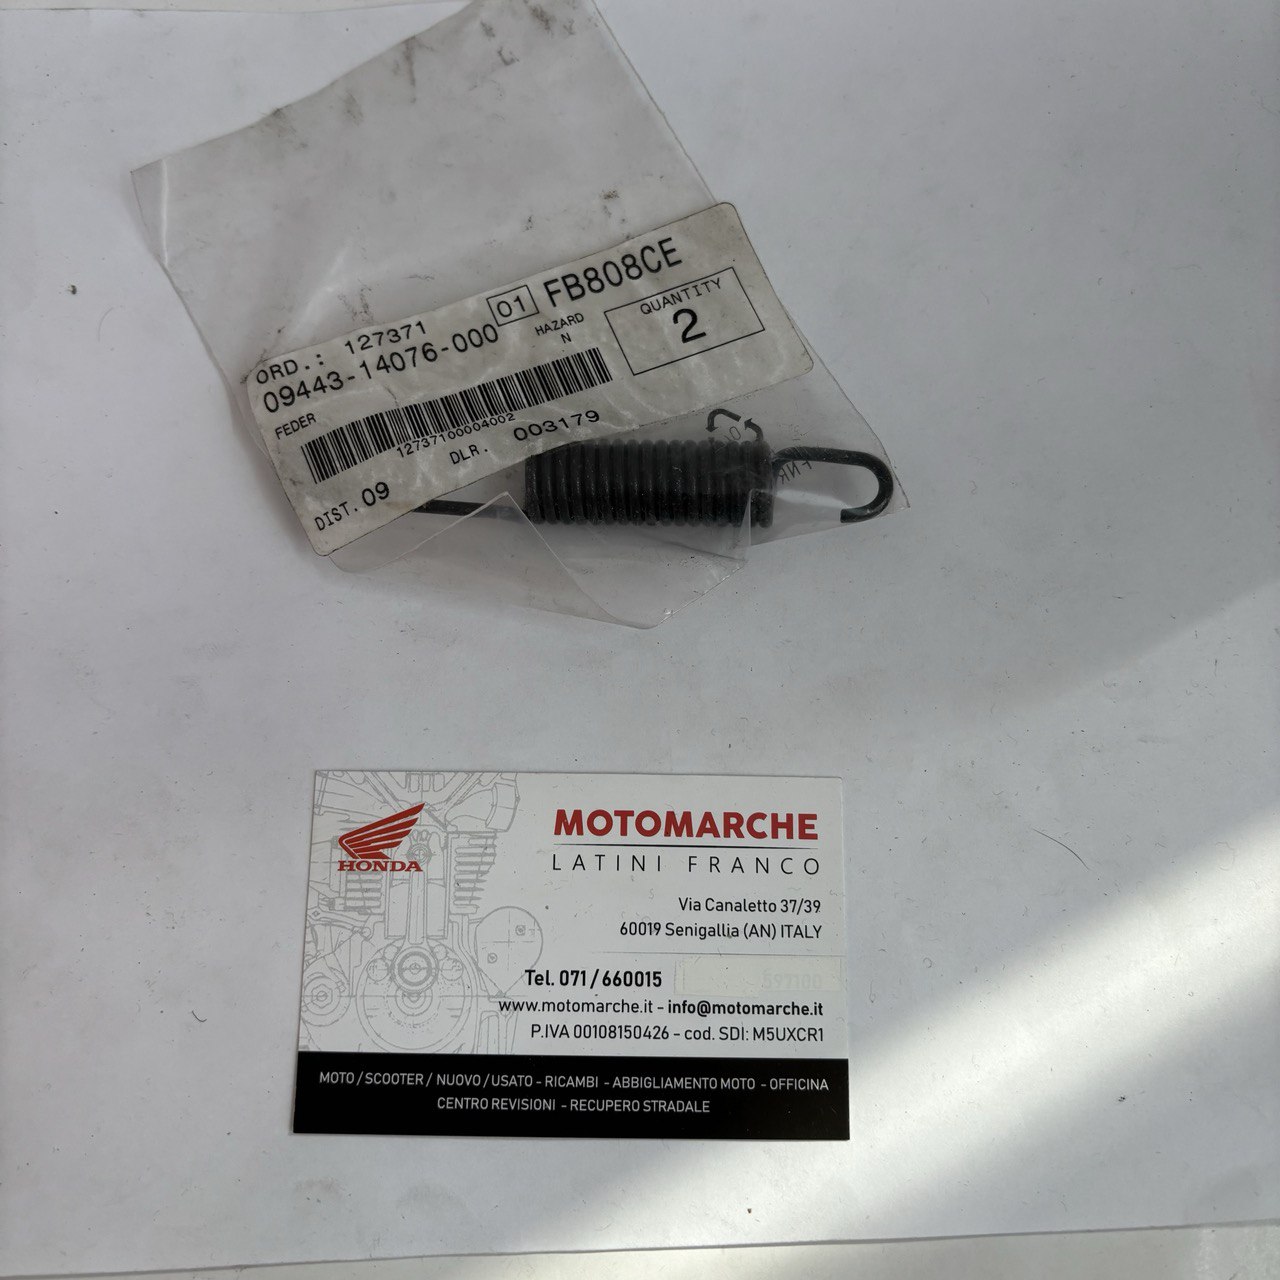 ORD.: 127371 01 FB808CE
09443-14076-000 HAZARD
N
QUANTITY
2
FEDER
12737100004002
DLR. 003179
DIST. 09
HONDA
MOTOMARCHE
LATINI FRANCO
Via Canaletto 37/39
60019 Senigallia (AN) ITALY
Tel. 071 / 660015
www.motomarche.it - info@motomarche.it
P.IVA 00108150426 - cod. SDI: M5UXCR1
MOTO / SCOOTER / NUOVO / USATO - RICAMBI - ABBIGLIAMENTO MOTO - OFFICINA
CENTRO REVISIONI - RECUPERO STRADALE